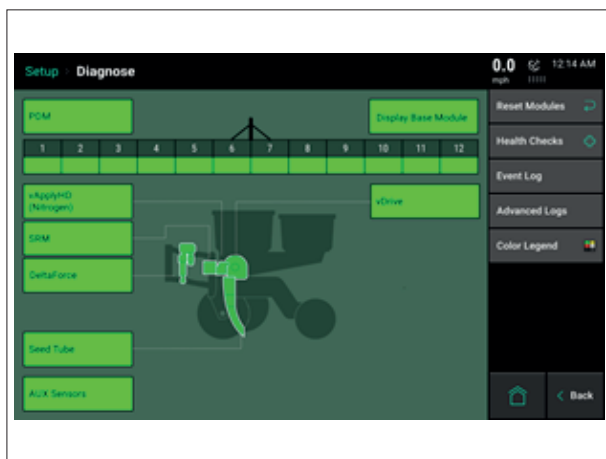 Setup > Diagnose
0.0 mph
12:14 AM
PDM
Display Base Module
1 2 3 4 5 6 7 8 9 10 11 12
vApplyHD
(Nitrogen)
vDrive
SRM
DeltaForce
Seed Tube
AUX Sensors
Reset Modules
Health Checks
Event Log
Advanced Logs
Color Legend
< Back